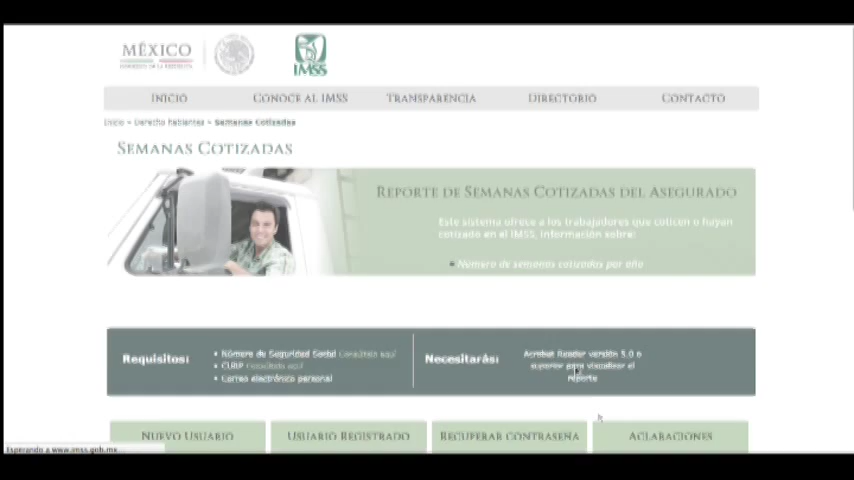 MÉXICO
GOBIERNO DE LA REPÚBLICA
IMSS
INICIO CONOCE AL IMSS TRANSPARENCIA DIRECTORIO CONTACTO
Inicio » Derecho habientes » Semanas Cotizadas
SEMANAS COTIZADAS
REPORTE DE SEMANAS COTIZADAS DEL ASEGURADO
Este sistema ofrece a los trabajadores que coticen o hayan
cotizado en el IMSS, información sobre:
Número de semanas cotizadas por año
Requisitos:
• Número de Seguridad Social Consúltalo aquí
• CURP consúltalo aquí
• Correo electrónico personal
Necesitarás:
Acrobat Reader versión 5.0 o
superior para visualizar el
reporte
NUEVO USUARIO USUARIO REGISTRADO RECUPERAR CONTRASEÑA ACLARACIONES
Esperando a www.imss.gob.mx...